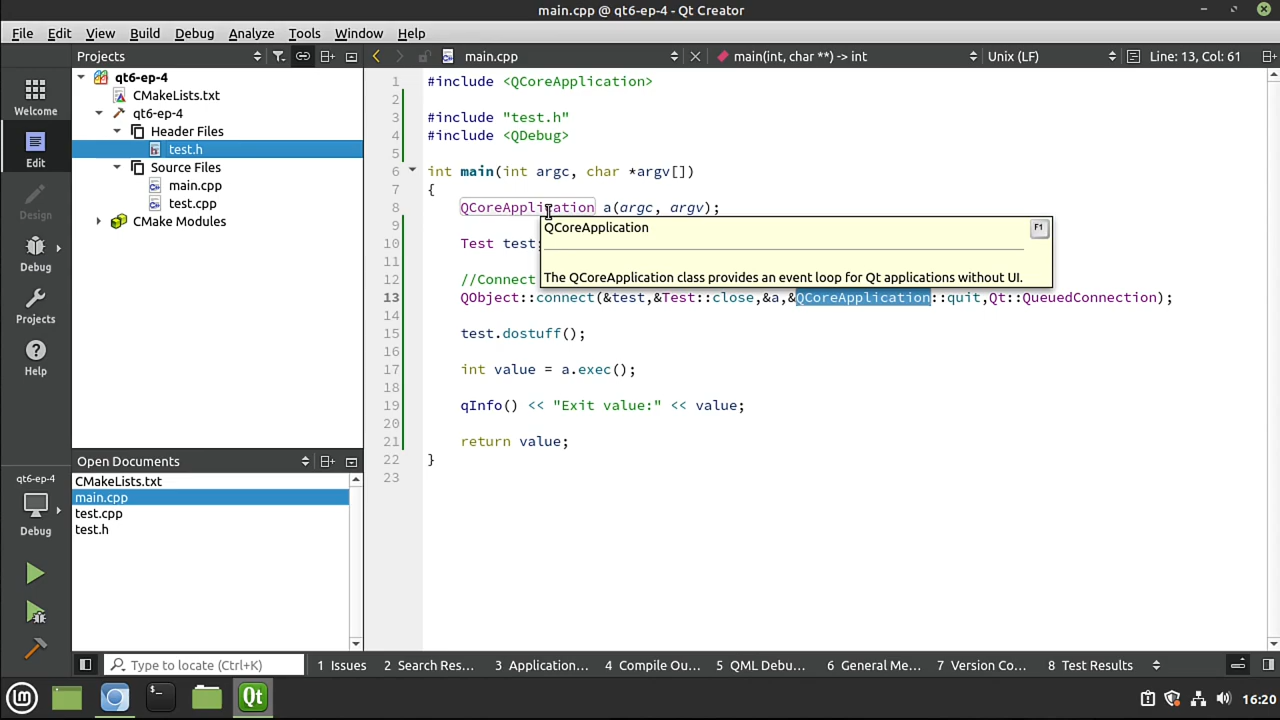 main.cpp @ qt6-ep-4 - Qt Creator
File Edit View Build Debug Analyze Tools Window Help
Projects main.cpp main(int, char **) -> int Unix (LF) Line: 13, Col: 61
Welcome
Edit
Design
Debug
Projects
Help
qt6-ep-4
Debug
qt6-ep-4
CMakeLists.txt
qt6-ep-4
Header Files
test.h
Source Files
main.cpp
test.cpp
CMake Modules
Open Documents
CMakeLists.txt
main.cpp
test.cpp
test.h
1 #include <QCoreApplication>
2
3 #include "test.h"
4 #include <QDebug>
5
6 int main(int argc, char *argv[])
7 {
8 QCoreApplication a(argc, argv);
9
10 Test test;
11
12 //Connect
13 QObject::connect(&test,&Test::close,&a,&QCoreApplication::quit,Qt::QueuedConnection);
14
15 test.dostuff();
16
17 int value = a.exec();
18
19 qInfo() << "Exit value:" << value;
20
21 return value;
22 }
23
QCoreApplication F1
The QCoreApplication class provides an event loop for Qt applications without UI.
Type to locate (Ctrl+K) 1 Issues 2 Search Res... 3 Application... 4 Compile Ou... 5 QML Debu... 6 General Me... 7 Version Co... 8 Test Results
Qt 16:20